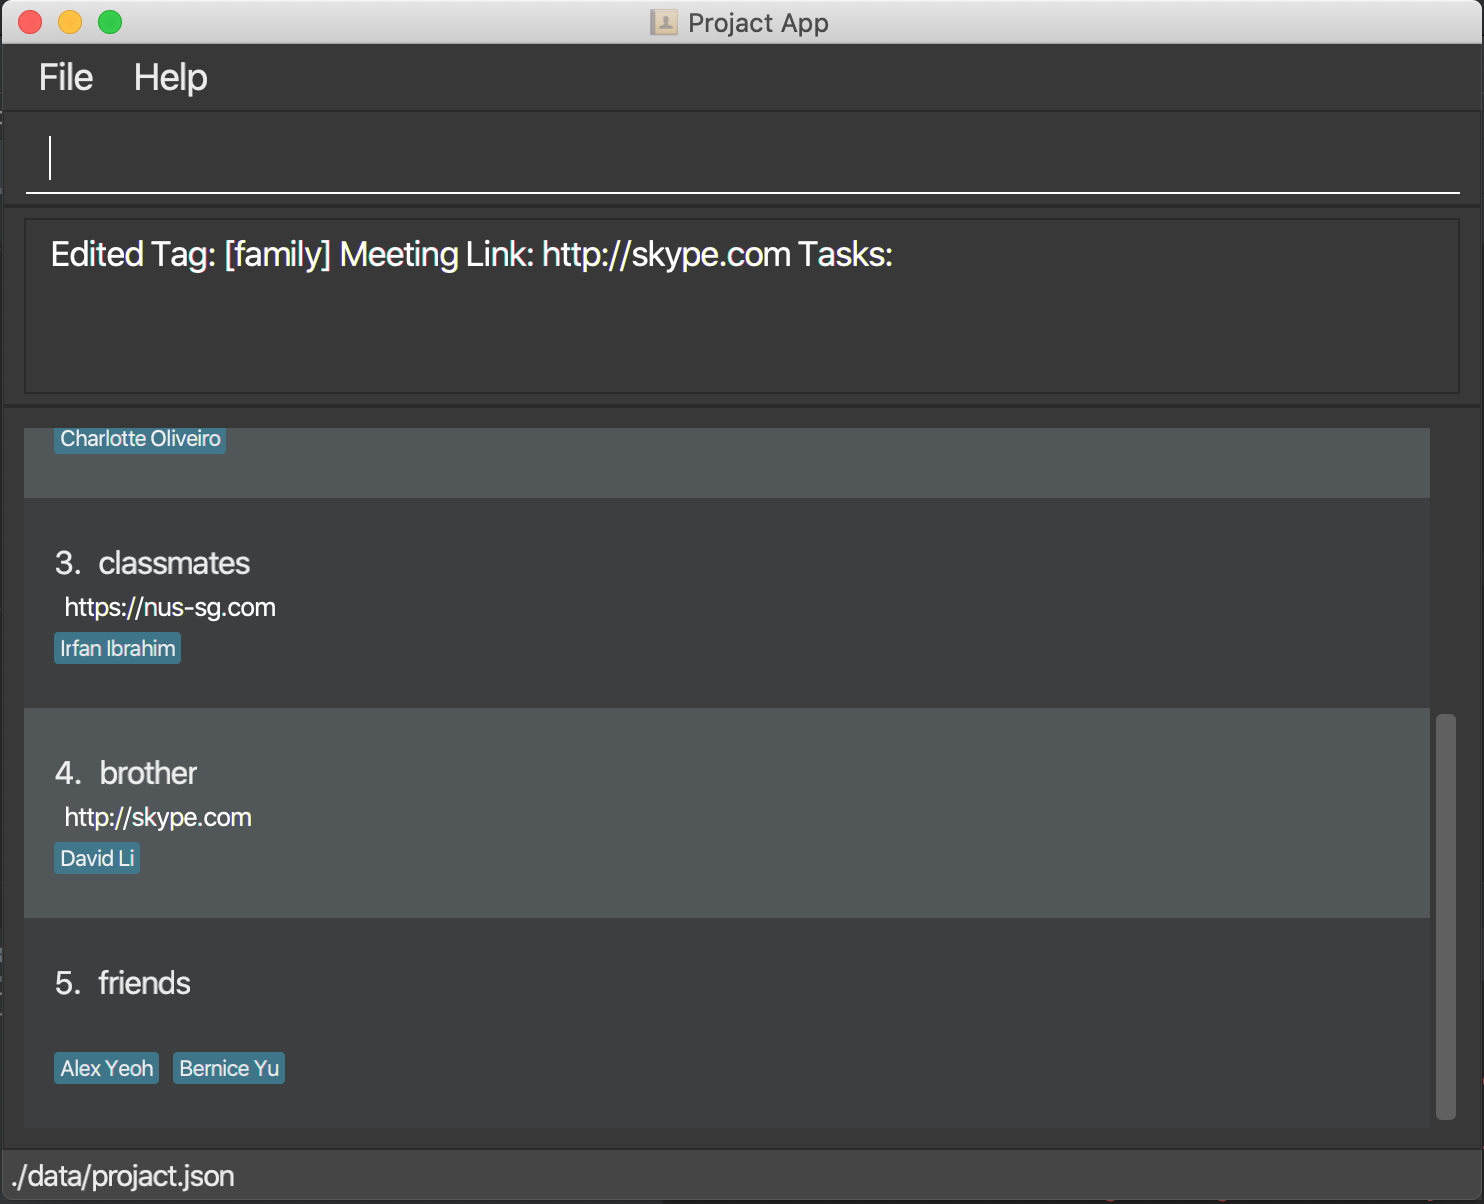 Project App
File Help
Edited Tag: [family] Meeting Link: http://skype.com Tasks:
Charlotte Oliveiro
3. classmates
https://nus-sg.com
Irfan Ibrahim
4. brother
http://skype.com
David Li
5. friends
Alex Yeoh Bernice Yu
./data/projact.json